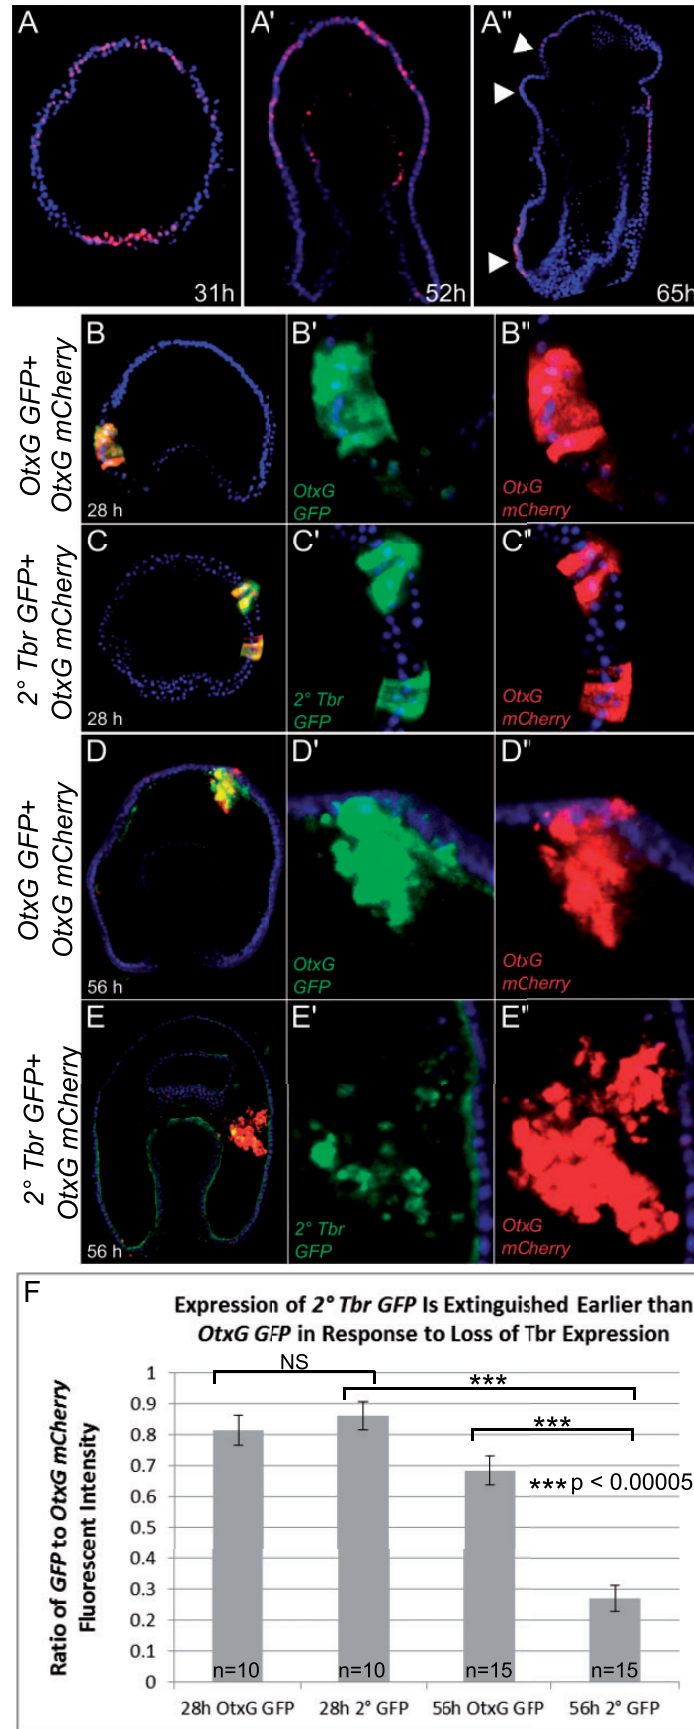 A
A'
A"
31h
52h
65h
OtxG GFP+
OtxG mCherry
B
B'
B"
28 h
OtxG
GFP
OtxG
mCherry
2° Tbr GFP+
OtxG mCherry
C
C'
C"
28 h
2° Tbr
GFP
OtxG
mCherry
OtxG GFP+
OtxG mCherry
D
D'
D"
56 h
OtxG
GFP
OtxG
mCherry
2° Tbr GFP+
OtxG mCherry
E
E'
E"
56 h
2° Tbr
GFP
OtxG
mCherry
F
Expression of 2° Tbr GFP Is Extinguished Earlier than
OtxG GFP in Response to Loss of Tbr Expression
Ratio of GFP to OtxG mCherry
Fluorescent Intensity
1
0.9
0.8
0.7
0.6
0.5
0.4
0.3
0.2
0.1
0
NS
***
***
*** p < 0.00005
n=10
n=10
n=15
n=15
28h OtxG GFP
28h 2° GFP
56h OtxG GFP
56h 2° GFP